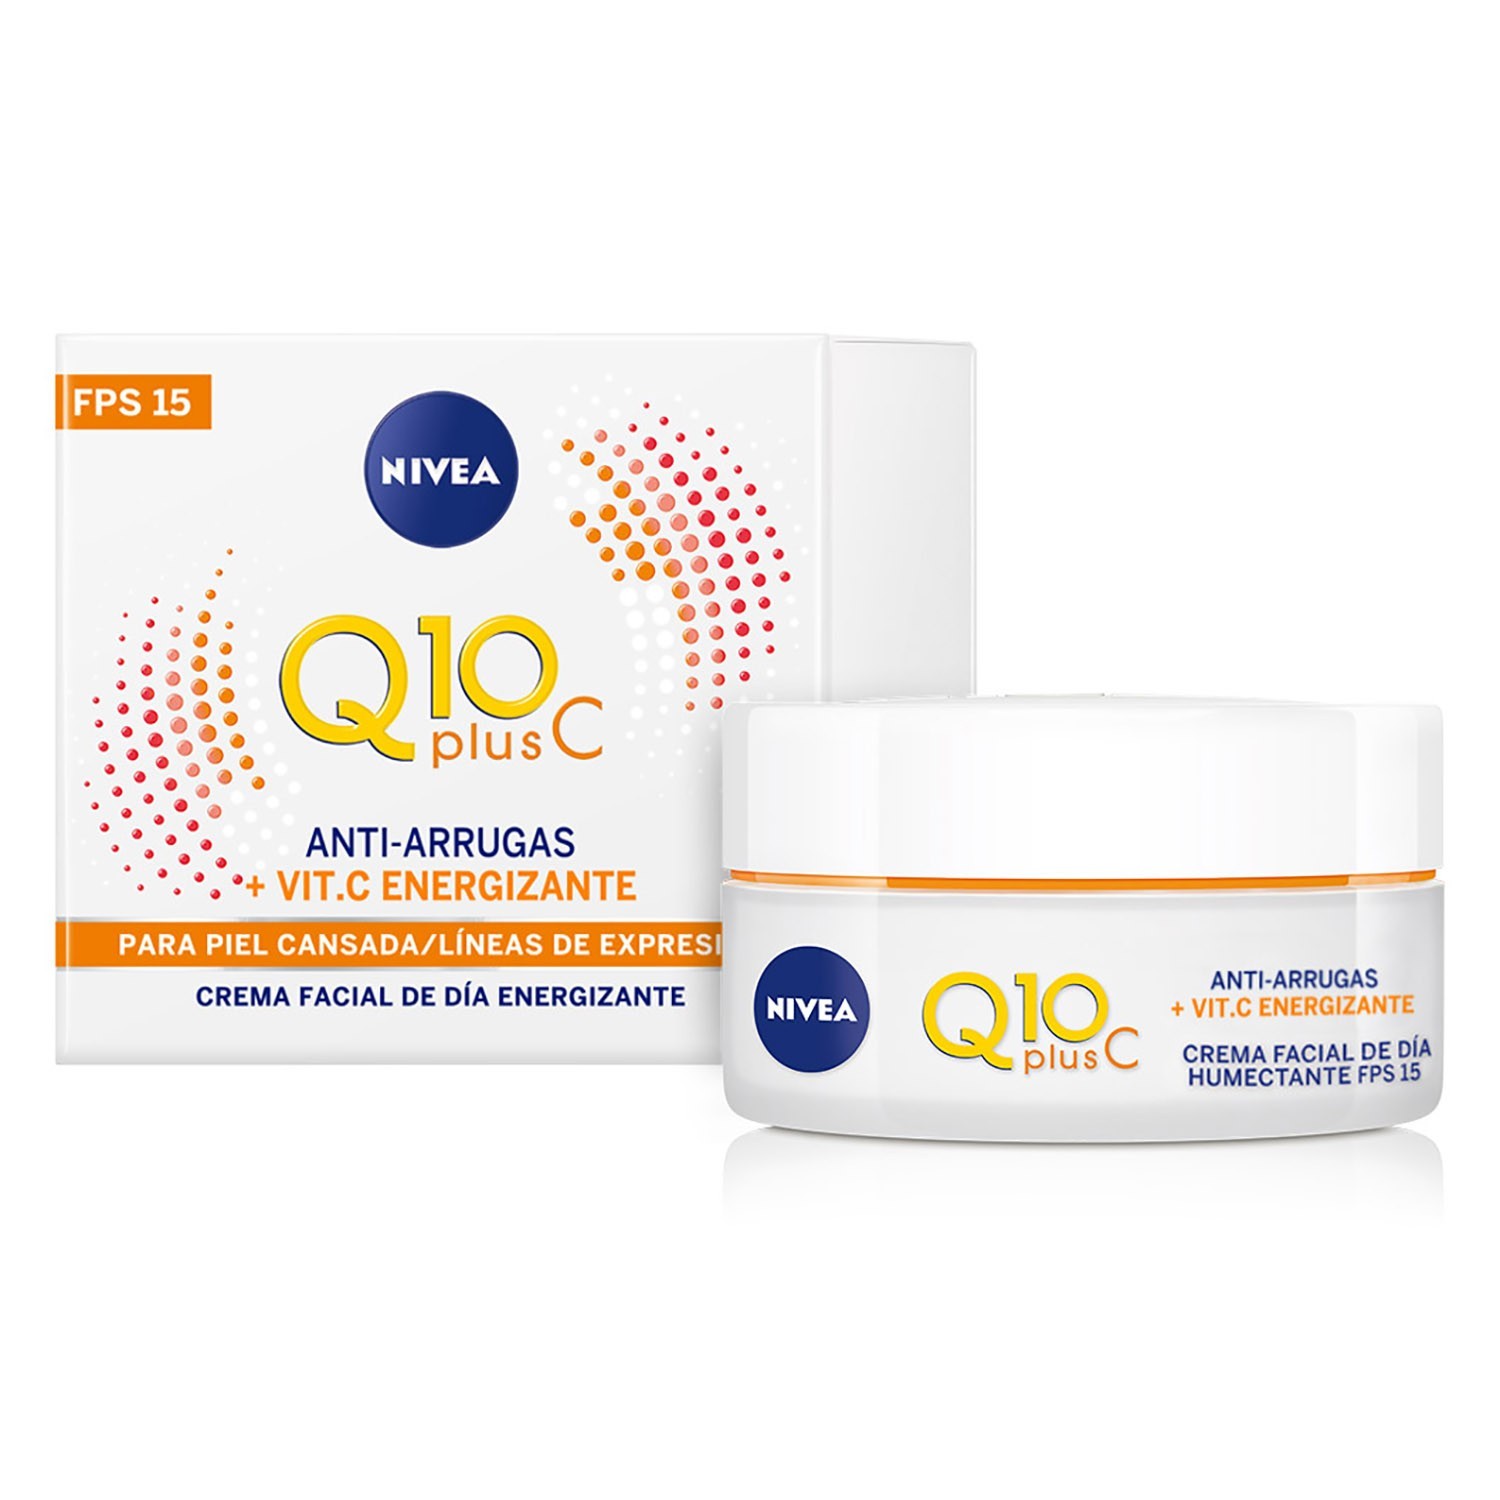 FPS 15
NIVEA
Q10
plus C
ANTI-ARRUGAS
+ VIT.C ENERGIZANTE
PARA PIEL CANSADA/LÍNEAS DE EXPRESI
CREMA FACIAL DE DÍA ENERGIZANTE
NIVEA
Q10
plus C
ANTI-ARRUGAS
+ VIT.C ENERGIZANTE
CREMA FACIAL DE DÍA
HUMECTANTE FPS 15